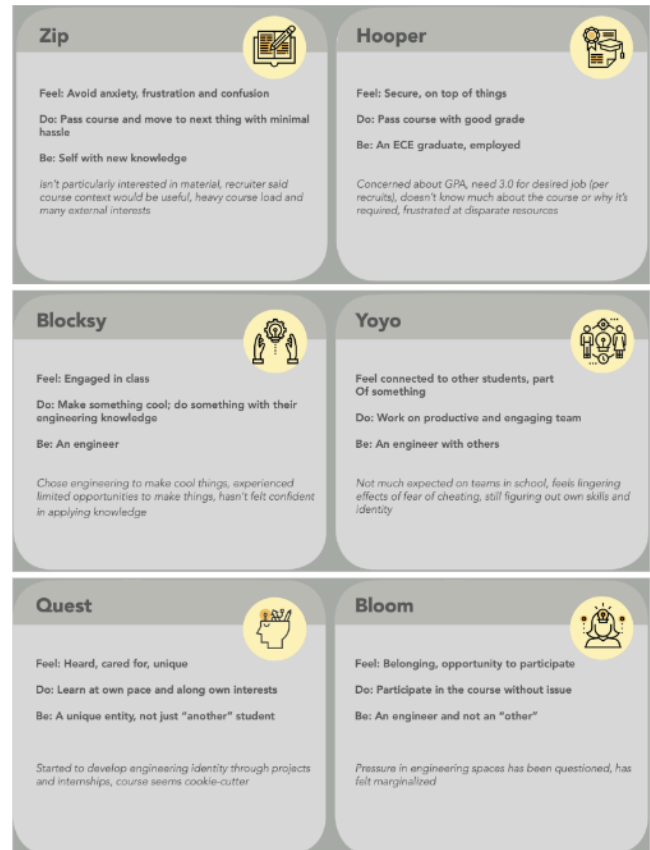 Zip
Feel: Avoid anxiety, frustration and confusion
Do: Pass course and move to next thing with minimal
hassle
Be: Self with new knowledge
Isn't particularly interested in material, recruiter said
course context would be useful, heavy course load and
many external interests
Hooper
Feel: Secure, on top of things
Do: Pass course with good grade
Be: An ECE graduate, employed
Concerned about GPA, need 3.0 for desired job (per
recruits), doesn't know much about the course or why it's
required, frustrated at disparate resources
Blocksy
Feel: Engaged in class
Do: Make something cool; do something with their
engineering knowledge
Be: An engineer
Chose engineering to make cool things, experienced
limited opportunities to make things, hasn't felt confident
in applying knowledge
Yoyo
Feel connected to other students, part
Of something
Do: Work on productive and engaging team
Be: An engineer with others
Not much expected on teams in school, feels lingering
effects of fear of cheating, still figuring out own skills and
identity
Quest
Feel: Heard, cared for, unique
Do: Learn at own pace and along own interests
Be: A unique entity, not just "another" student
Started to develop engineering identity through projects
and internships, course seems cookie-cutter
Bloom
Feel: Belonging, opportunity to participate
Do: Participate in the course without issue
Be: An engineer and not an "other"
Pressure in engineering spaces has been questioned, has
felt marginalized